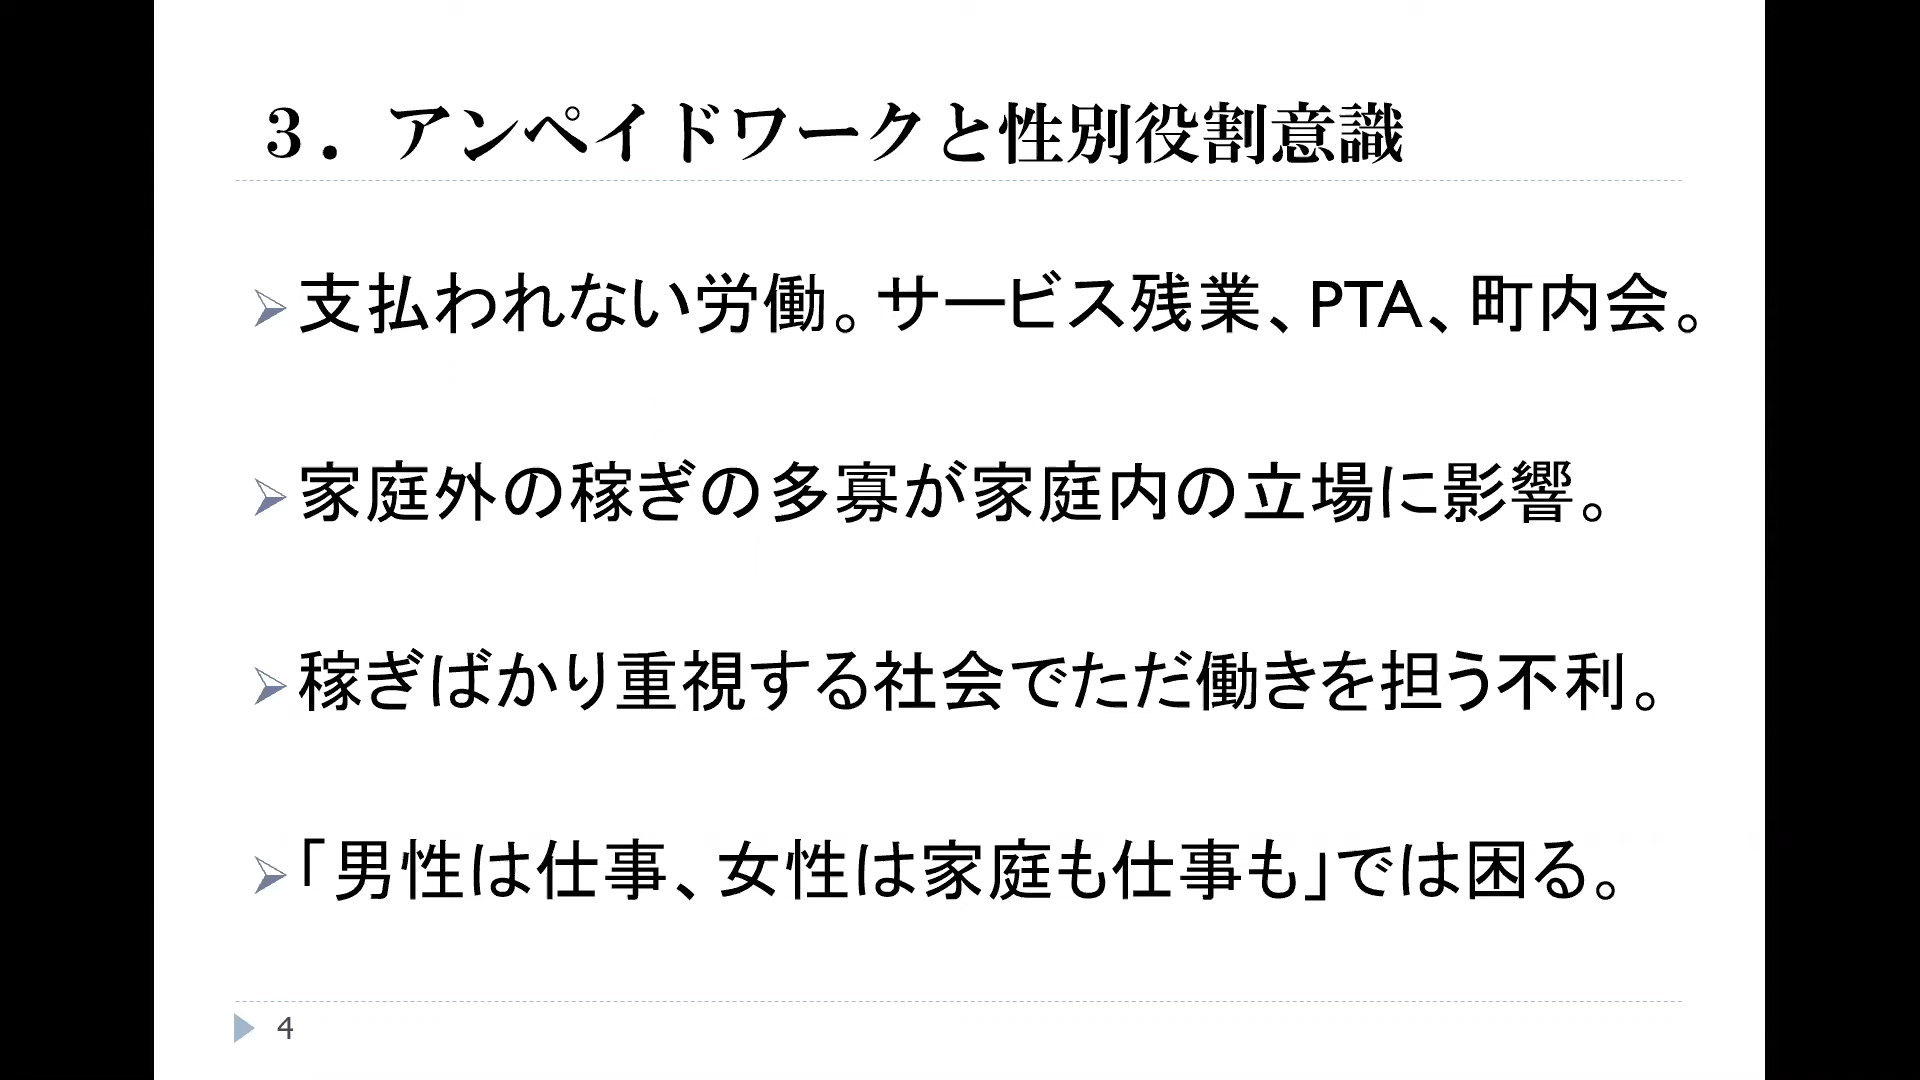 ３．アンペイドワークと性別役割意識
支払われない労働。サービス残業、PTA、町内会。
家庭外の稼ぎの多寡が家庭内の立場に影響。
稼ぎばかり重視する社会でただ働きを担う不利。
「男性は仕事、女性は家庭も仕事も」では困る。
4